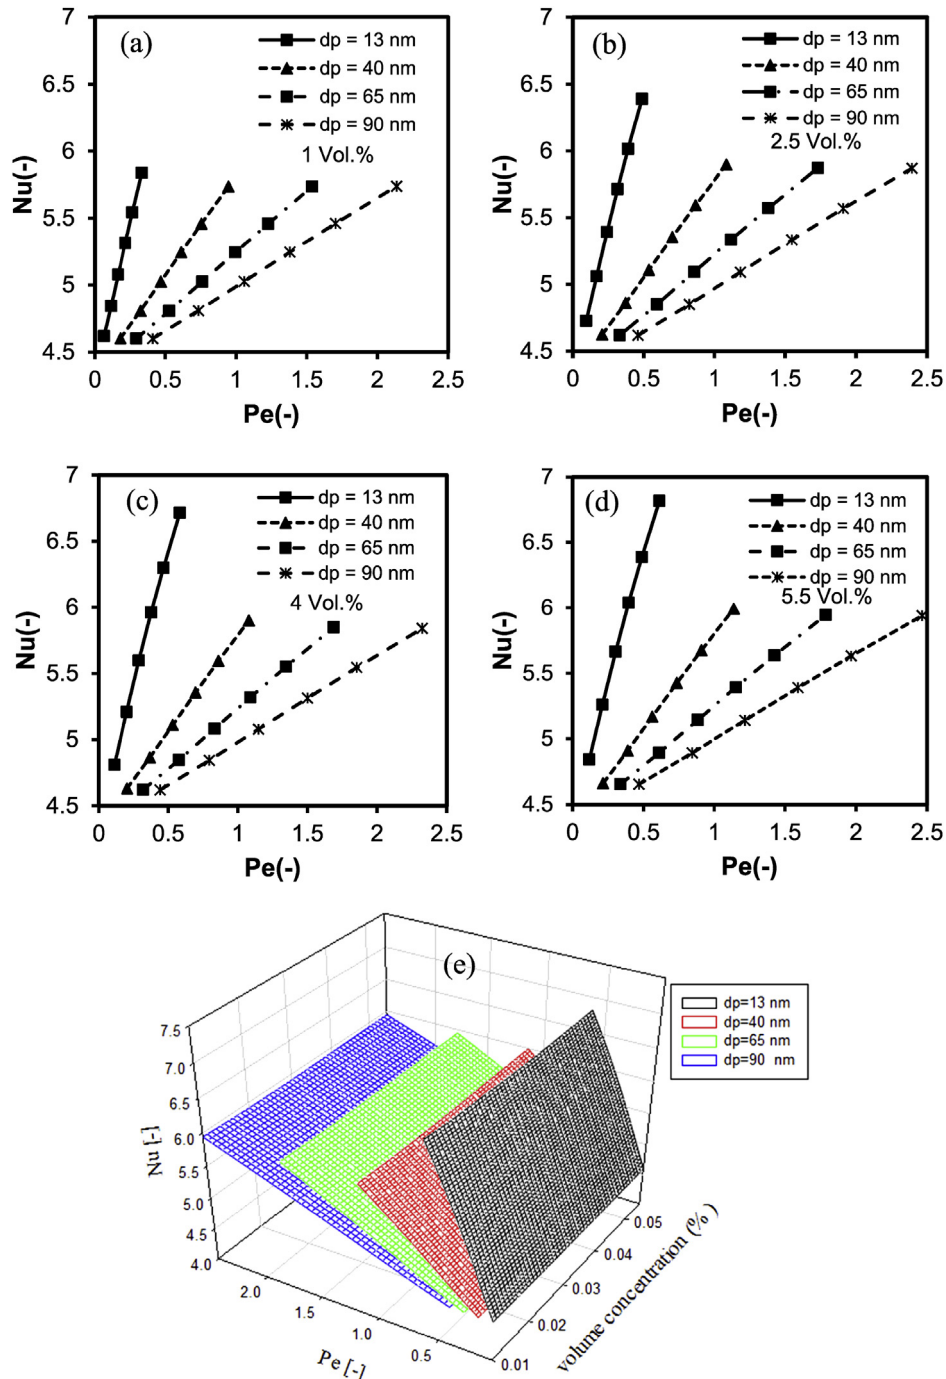 (a)
dp = 13 nm
dp = 40 nm
dp = 65 nm
dp = 90 nm
1 Vol.%
7
6.5
6
5.5
5
4.5
Nu(-)
0 0.5 1 1.5 2 2.5
Pe(-)
(b)
dp = 13 nm
dp = 40 nm
dp = 65 nm
dp = 90 nm
2.5 Vol.%
7
6.5
6
5.5
5
4.5
Nu(-)
0 0.5 1 1.5 2 2.5
Pe(-)
(c)
dp = 13 nm
dp = 40 nm
dp = 65 nm
dp = 90 nm
4 Vol.%
7
6.5
6
5.5
5
4.5
Nu(-)
0 0.5 1 1.5 2 2.5
Pe(-)
(d)
dp = 13 nm
dp = 40 nm
dp = 65 nm
dp = 90 nm
5.5 Vol.%
7
6.5
6
5.5
5
4.5
Nu(-)
0 0.5 1 1.5 2 2.5
Pe(-)
(e)
dp=13 nm
dp=40 nm
dp=65 nm
dp=90 nm
7.5
7.0
6.5
6.0
5.5
5.0
4.5
4.0
Nu [-]
2.0
1.5
1.0
0.5
Pe [-]
0.05
0.04
0.03
0.02
0.01
volume concentration (%)